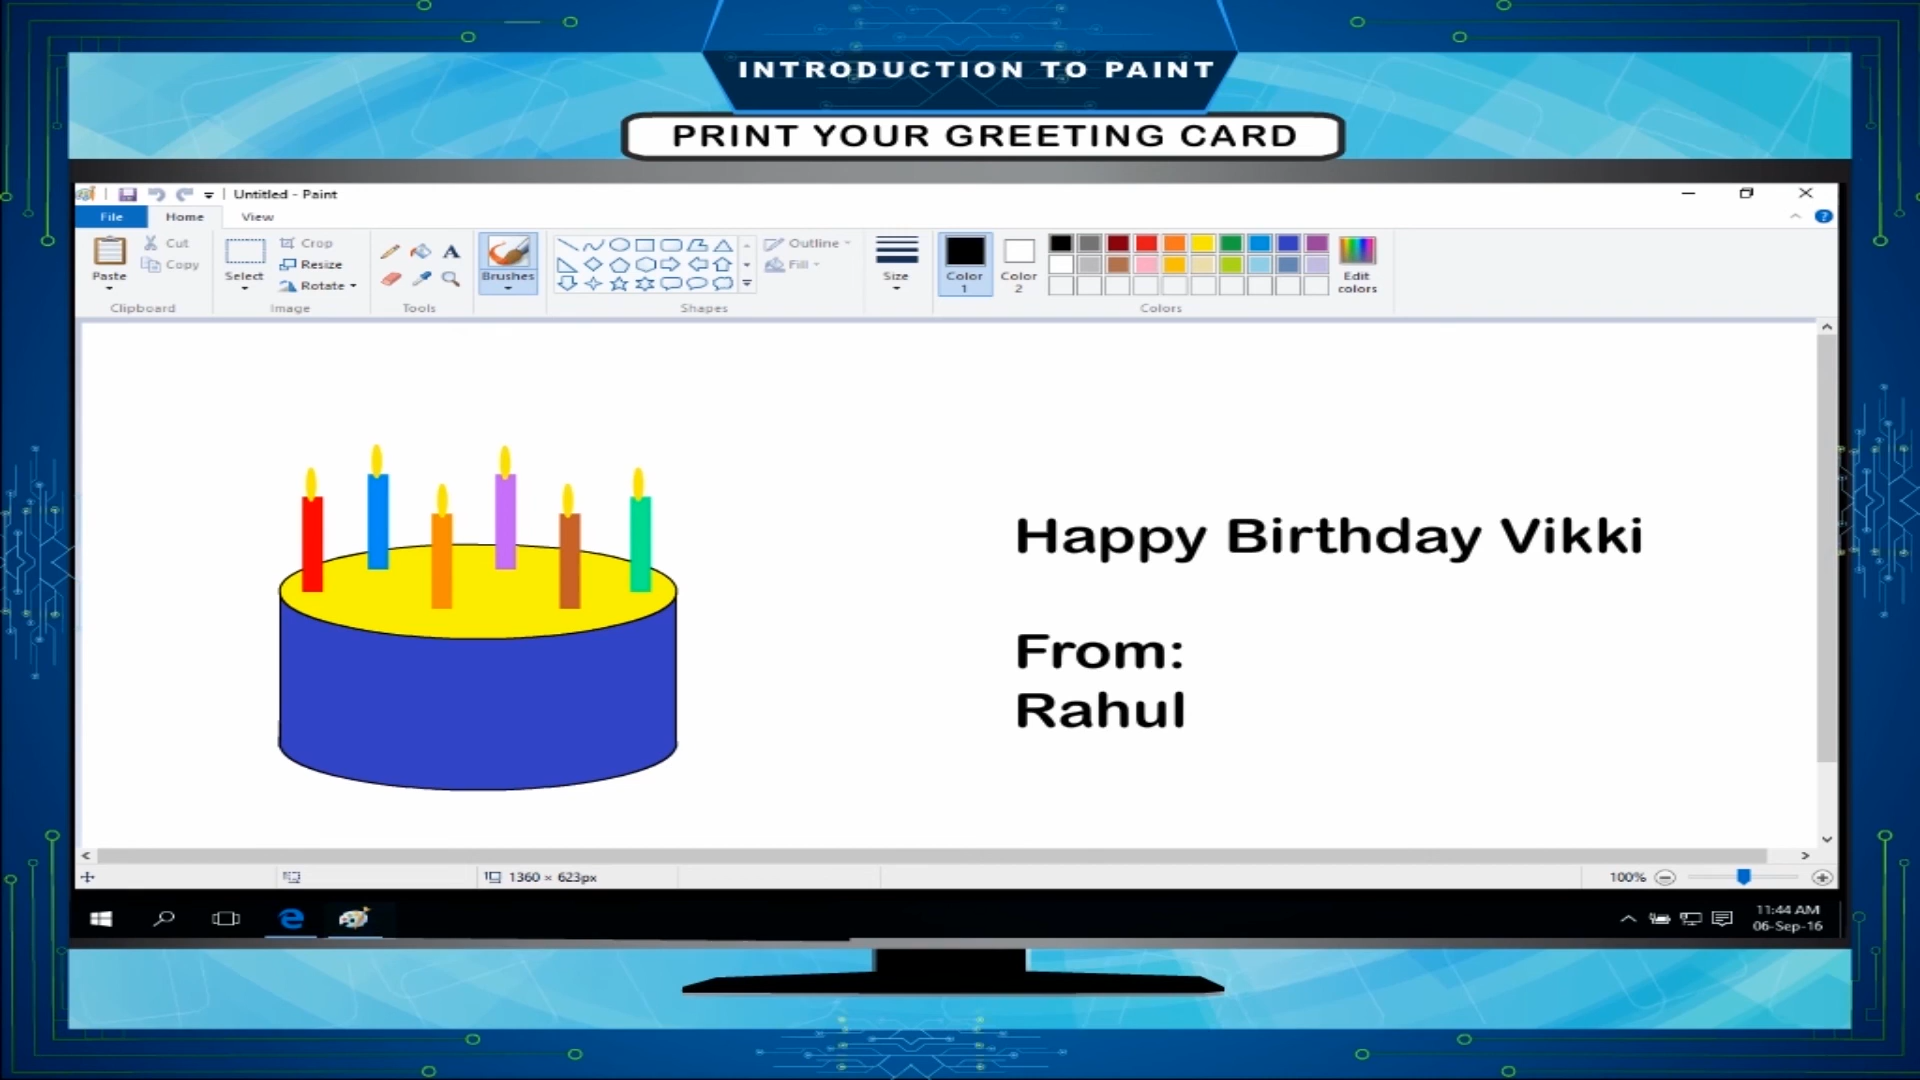 INTRODUCTION TO PAINT
PRINT YOUR GREETING CARD
Untitled - Paint
File Home View
Paste
Cut
Copy
Clipboard
Select
Crop
Resize
Rotate
Image
A
Tools
Brushes
Shapes
Outline
Fill
Size
Color 1
Color 2
Edit colors
Colors
Happy Birthday Vikki
From:
Rahul
1360 × 623px
100%
11:44 AM
06-Sep-16